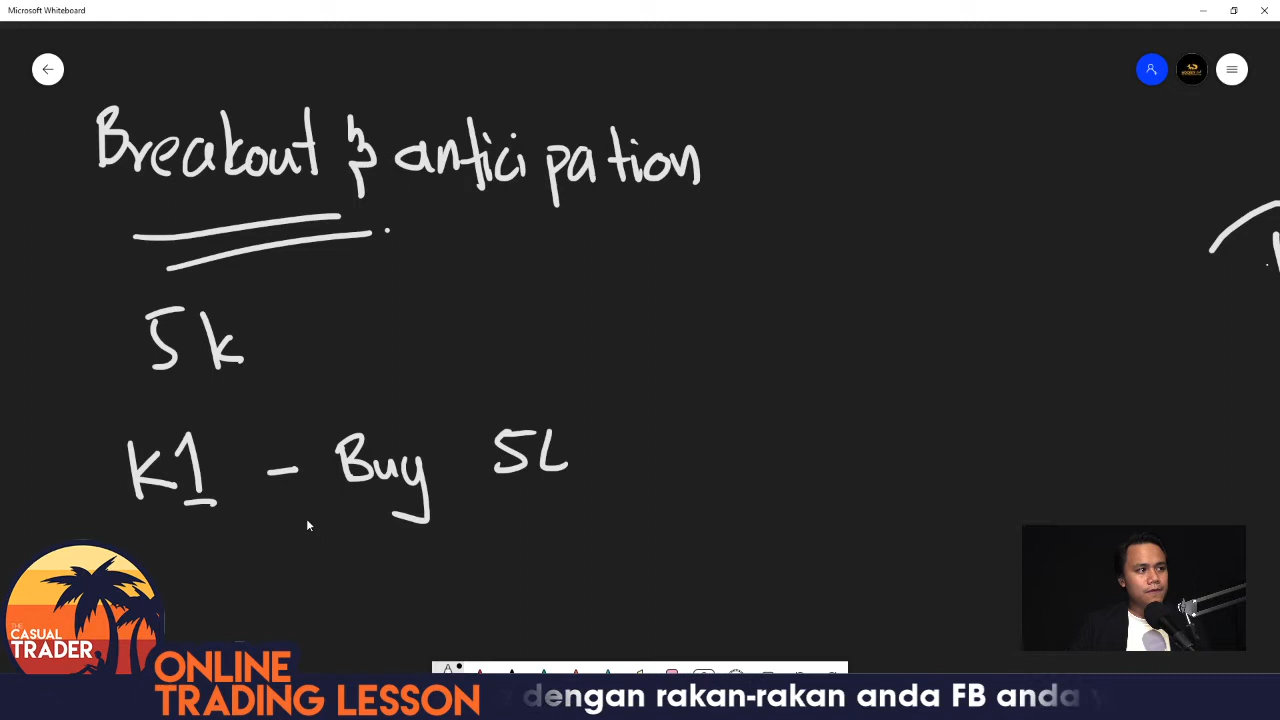 Microsoft Whiteboard
Breakout & anticipation
5k
K1 - Buy 5L
THE
CASUAL
TRADER
ONLINE
TRADING LESSON
dengan rakan-rakan anda FB anda